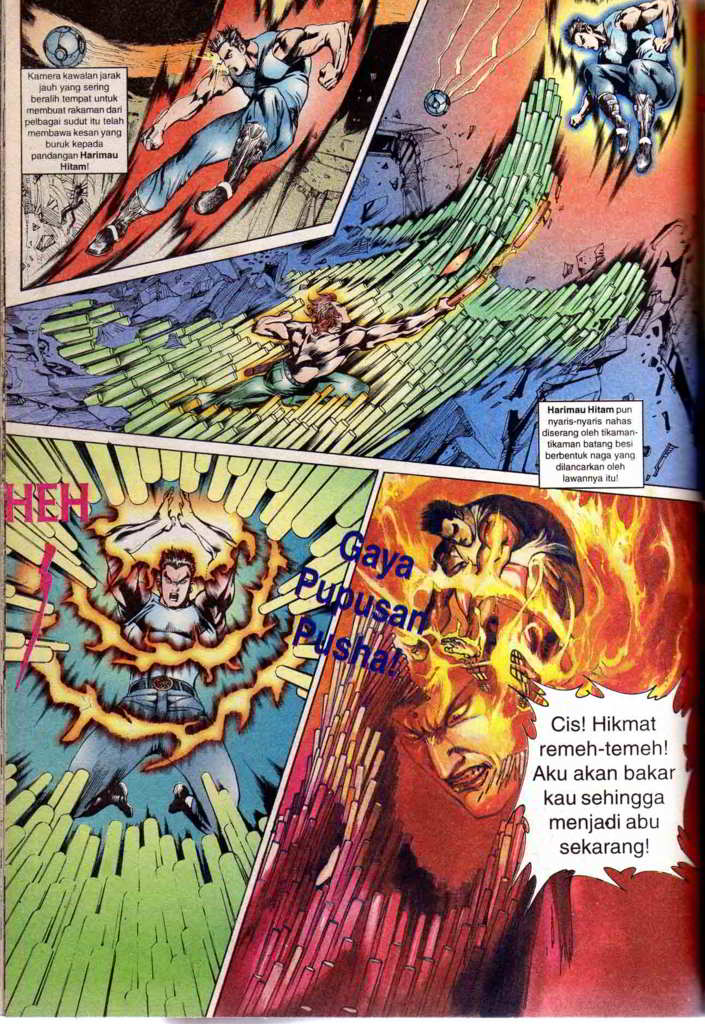 Kamera kawalan jarak
jauh yang sering
beralih tempat untuk
membuat rakaman dari
pelbagai sudut itu telah
membawa kesan yang
buruk kepada
pandangan Harimau
Hitam!
Harimau Hitam pun
nyaris-nyaris nahas
diserang oleh tikaman-
tikaman batang besi
berbentuk naga yang
dilancarkan oleh
lawannya itu!
HEH
Gaya
Pupusan
Pusha!
Cis! Hikmat
remeh-temeh!
Aku akan bakar
kau sehingga
menjadi abu
sekarang!